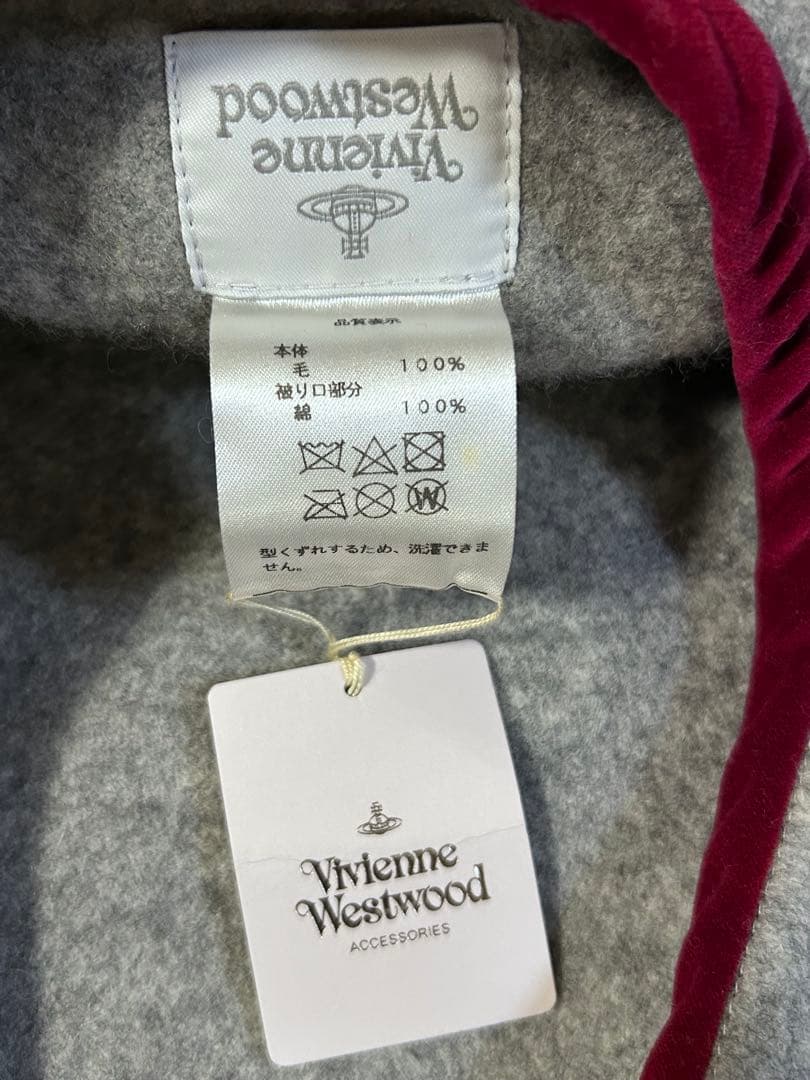 Vivienne
Westwood
品質表示
本体
毛 100%
被り口部分
綿 100%
W
型くずれするため、洗濯できま
せん。
Vivienne
Westwood
ACCESSORIES